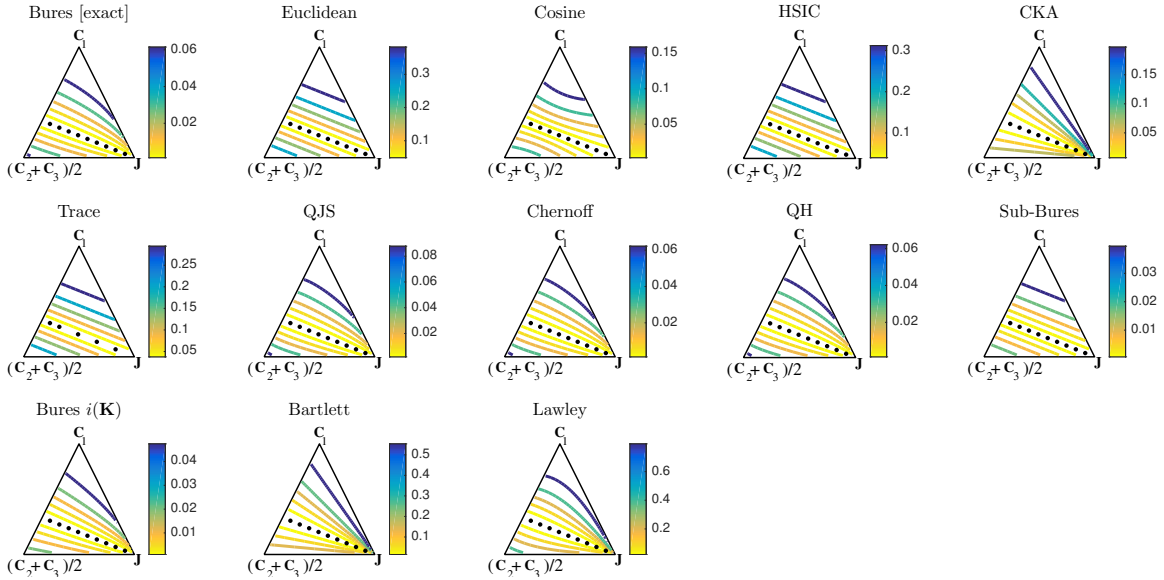 Bures [exact]
C1
0.06
0.04
0.02
(C2+ C3)/2
J
Euclidean
C1
0.3
0.2
0.1
(C2+ C3)/2
J
Cosine
C1
0.15
0.1
0.05
(C2+ C3)/2
J
HSIC
C1
0.3
0.2
0.1
(C2+ C3)/2
J
CKA
C1
0.15
0.10
0.05
(C2+ C3)/2
J
Trace
C1
0.25
0.20
0.15
0.1
0.05
(C2+ C3)/2
J
QJS
C1
0.08
0.06
0.04
0.02
(C2+ C3)/2
J
Chernoff
C1
0.06
0.04
0.02
(C2+ C3)/2
J
QH
C1
0.06
0.04
0.02
(C2+ C3)/2
J
Sub-Bures
C1
0.03
0.02
0.01
(C2+ C3)/2
J
Bures i(K)
C1
0.04
0.03
0.02
0.01
(C2+ C3)/2
J
Bartlett
C1
0.5
0.4
0.3
0.2
0.1
(C2+ C3)/2
J
Lawley
C1
0.6
0.4
0.2
(C2+ C3)/2
J